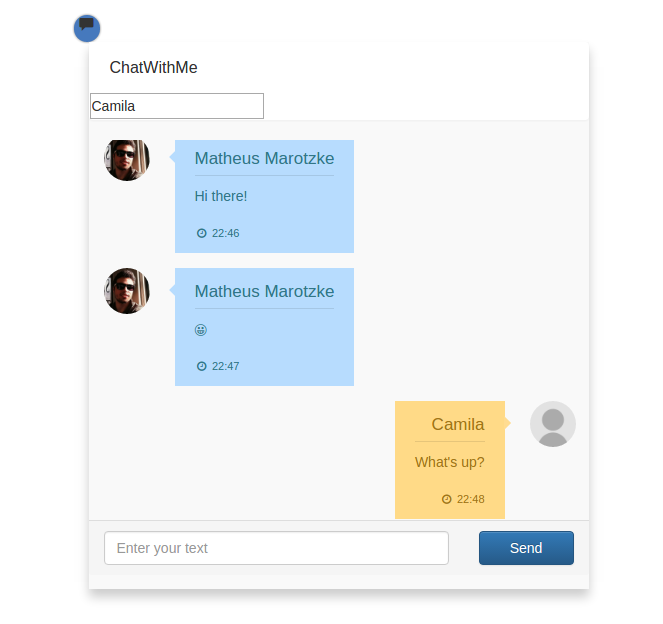 ChatWithMe
Camila
Matheus Marotzke
Hi there!
22:46
Matheus Marotzke
😀
22:47
Camila
What's up?
22:48
Enter your text
Send